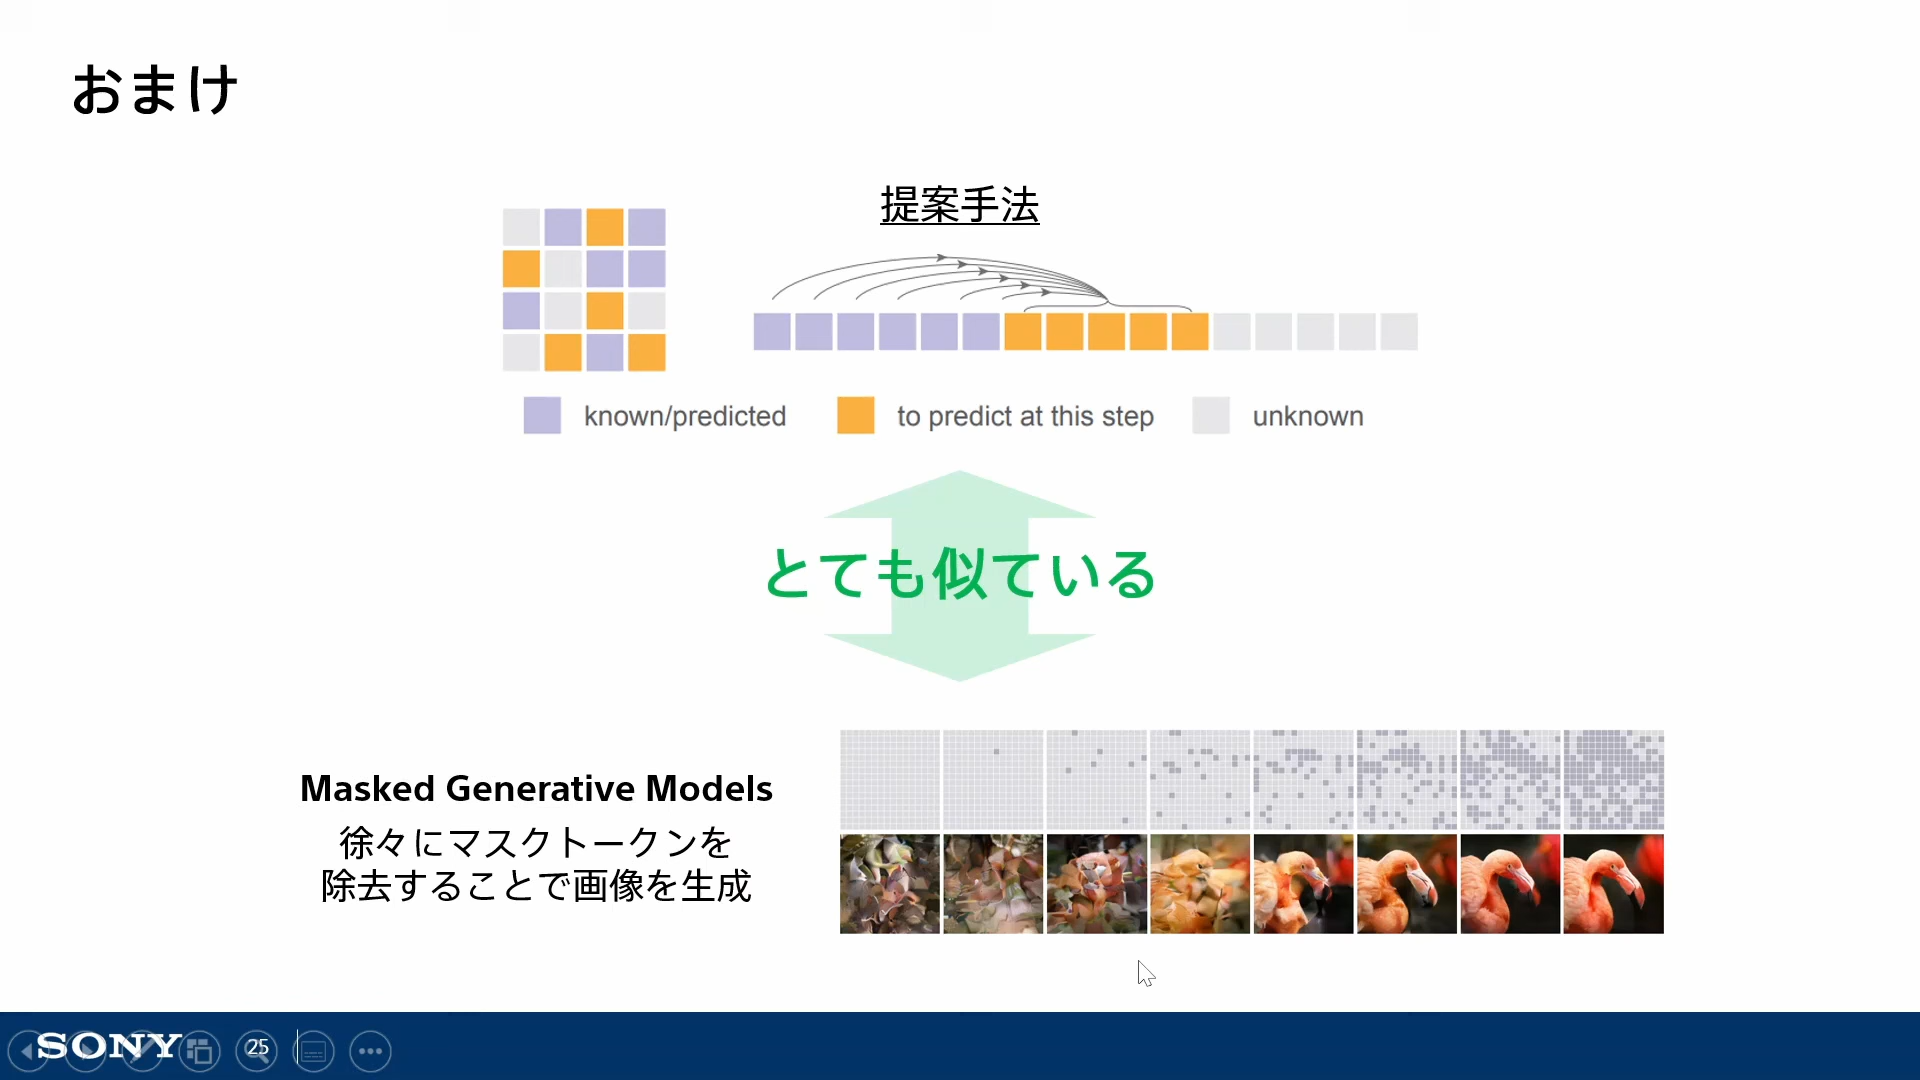 おまけ
提案手法
known/predicted
to predict at this step
unknown
とても似ている
Masked Generative Models
徐々にマスクトークンを
除去することで画像を生成
SONY
25